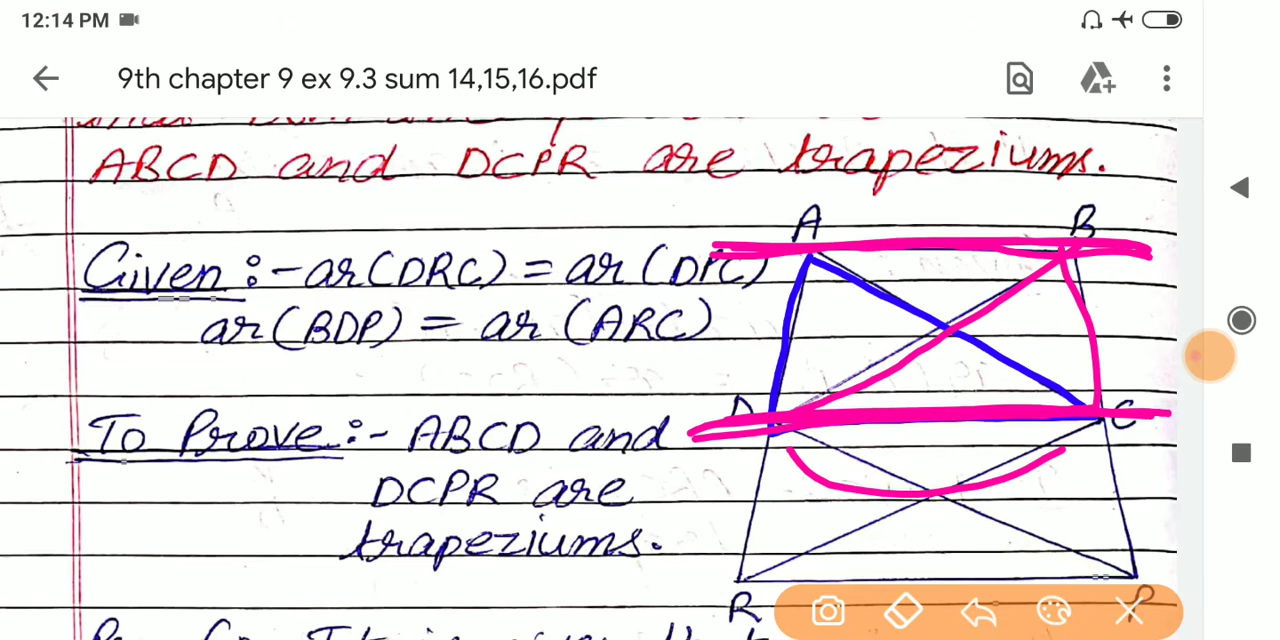 12:14 PM
9th chapter 9 ex 9.3 sum 14,15,16.pdf
ABCD and DCPR are trapeziums.
A B
Given :- ar(DRC) = ar(DPC)
ar(BDP) = ar(ARC)
D C
To Prove :- ABCD and
DCPR are
trapeziums.
R P